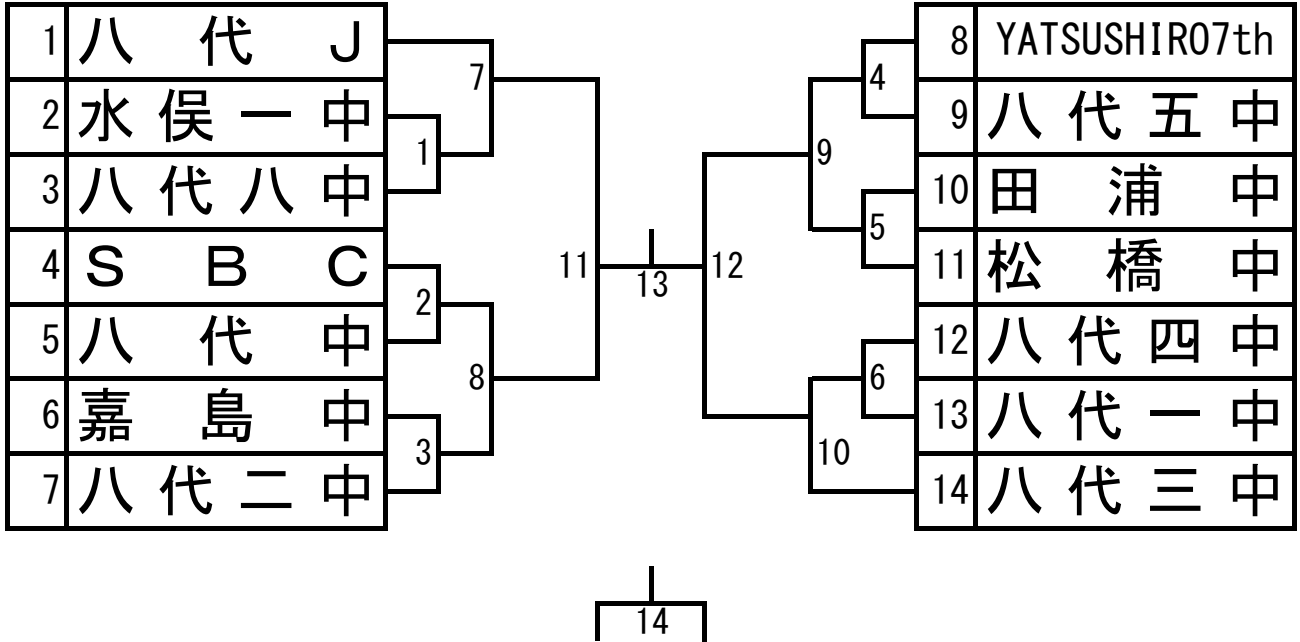 1 八代J
2 水俣一中
3 八代八中
4 SBC
5 八代中
6 嘉島中
7 八代二中
7
1
2
8
3
11
13
12
9
4
5
6
10
8 YATSUSHIRO7th
9 八代五中
10 田浦中
11 松橋中
12 八代四中
13 八代一中
14 八代三中
14